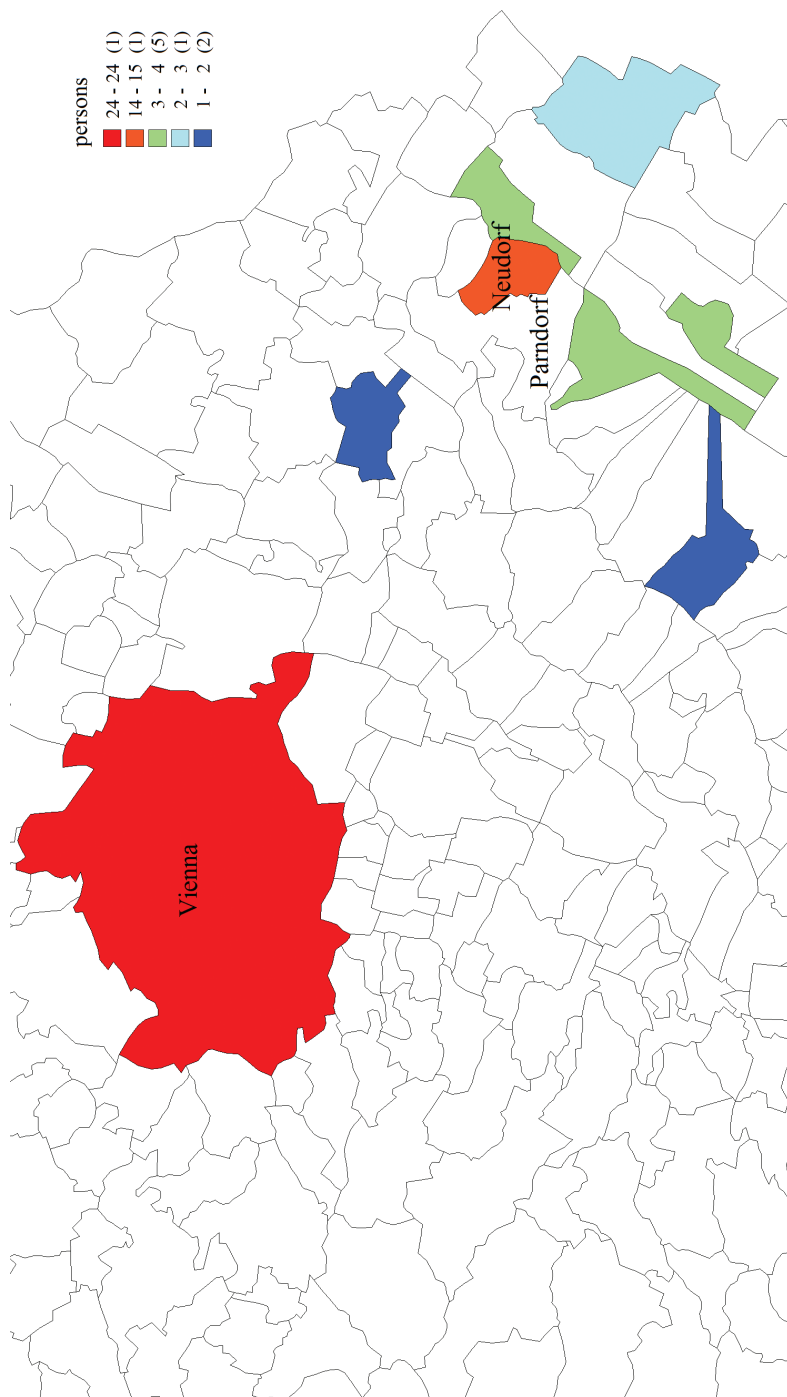 persons
24 - 24 (1)
14 - 15 (1)
3 - 4 (5)
2 - 3 (1)
1 - 2 (2)
Vienna
Neudorf
Parndorf